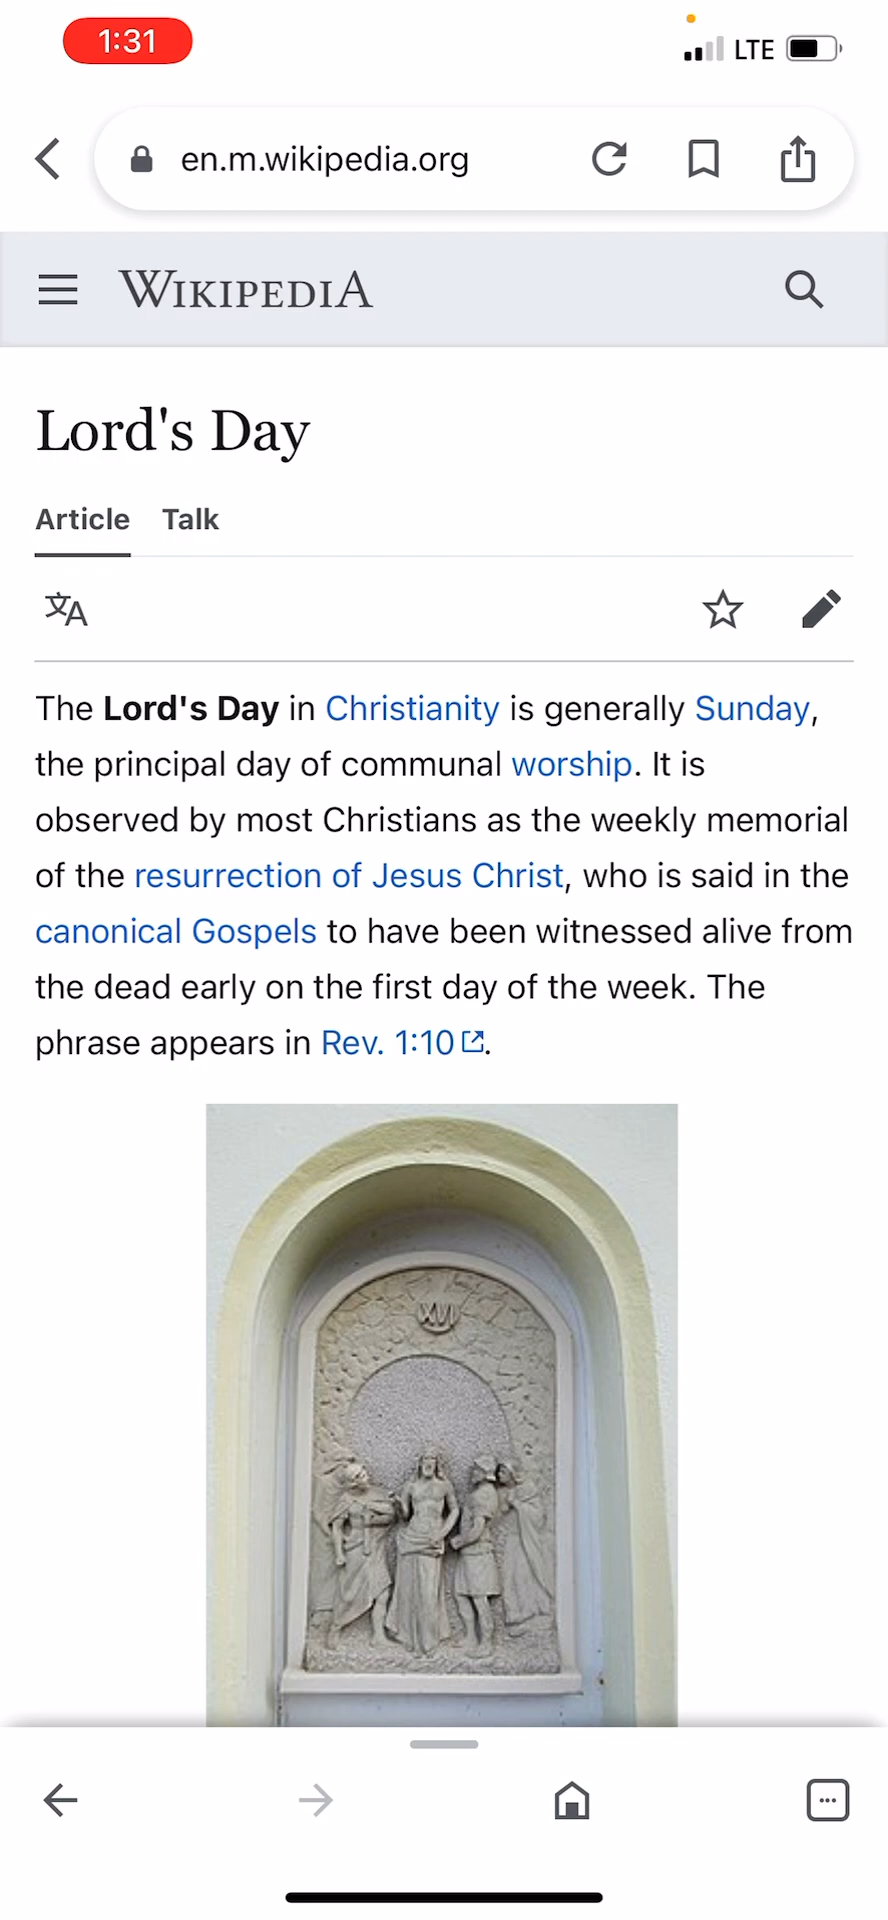 1:31
LTE
en.m.wikipedia.org
WIKIPEDIA
Lord's Day
Article Talk
文A
The Lord's Day in Christianity is generally Sunday,
the principal day of communal worship. It is
observed by most Christians as the weekly memorial
of the resurrection of Jesus Christ, who is said in the
canonical Gospels to have been witnessed alive from
the dead early on the first day of the week. The
phrase appears in Rev. 1:10.
XVI